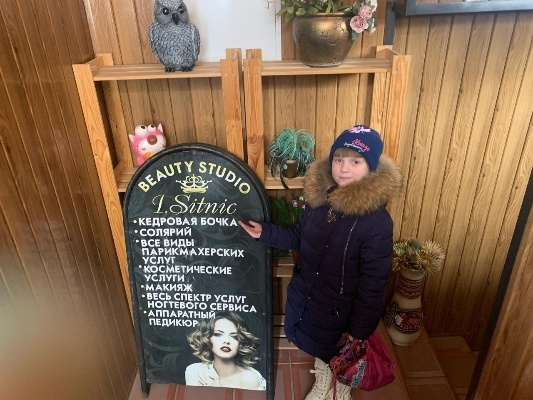 BEAUTY STUDIO
I.Sitnic
•КЕДРОВАЯ БОЧКА
•СОЛЯРИЙ
•ВСЕ ВИДЫ
ПАРИКМАХЕРСКИХ
УСЛУГ
•КОСМЕТИЧЕСКИЕ
УСЛУГИ
•МАКИЯЖ
•ВЕСЬ СПЕКТР УСЛУГ
НОГТЕВОГО СЕРВИСА
•АППАРАТНЫЙ
ПЕДИКЮР